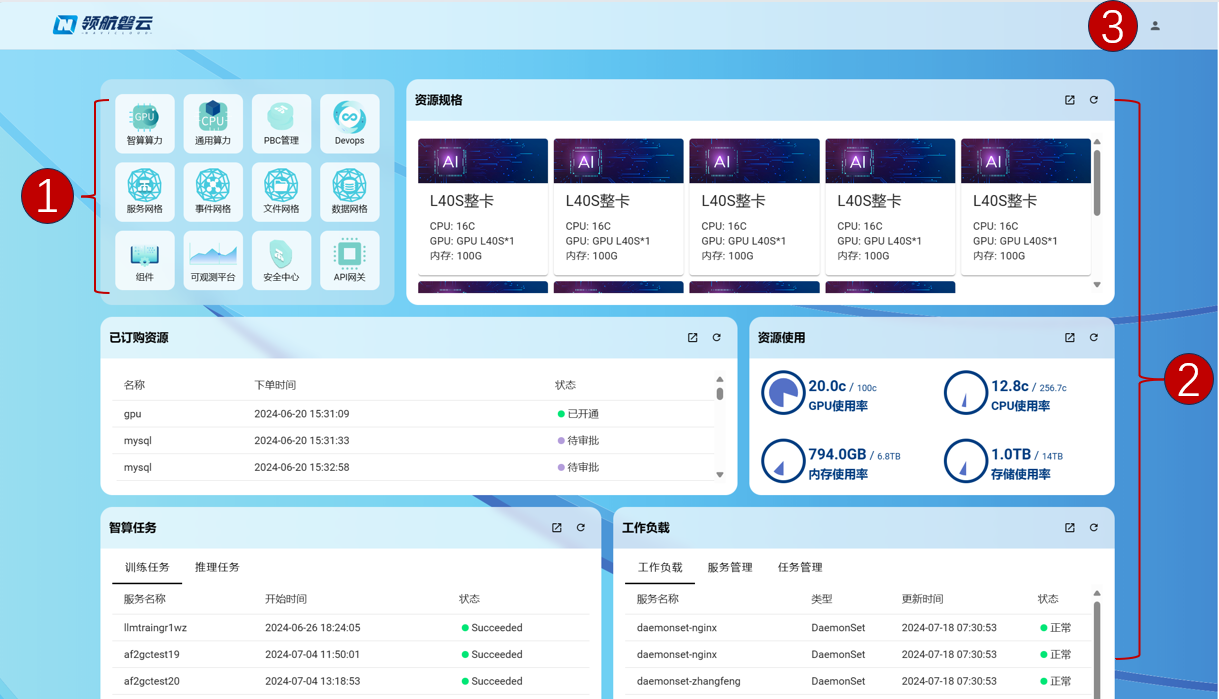 领航磐云
NAVICLOUD
3
1
GPU
智算算力
CPU
通用算力
PBC管理
Devops
服务网格
事件网格
文件网格
数据网格
组件
可观测平台
安全中心
API网关
资源规格
AI
L40S整卡
CPU: 16C
GPU: GPU L40S*1
内存: 100G
AI
L40S整卡
CPU: 16C
GPU: GPU L40S*1
内存: 100G
AI
L40S整卡
CPU: 16C
GPU: GPU L40S*1
内存: 100G
AI
L40S整卡
CPU: 16C
GPU: GPU L40S*1
内存: 100G
AI
L40S整卡
CPU: 16C
GPU: GPU L40S*1
内存: 100G
2
已订购资源
名称 下单时间 状态
gpu 2024-06-20 15:31:09 已开通
mysql 2024-06-20 15:31:33 待审批
mysql 2024-06-20 15:32:58 待审批
资源使用
20.0c / 100c
GPU使用率
12.8c / 256.7c
CPU使用率
794.0GB / 6.8TB
内存使用率
1.0TB / 14TB
存储使用率
智算任务
训练任务 推理任务
服务名称 开始时间 状态
llmtraingr1wz 2024-06-26 18:24:05 Succeeded
af2gctest19 2024-07-04 11:50:01 Succeeded
af2gctest20 2024-07-04 13:18:53 Succeeded
工作负载
工作负载 服务管理 任务管理
服务名称 类型 更新时间 状态
daemonset-nginx DaemonSet 2024-07-18 07:30:53 正常
daemonset-nginx DaemonSet 2024-07-18 07:30:53 正常
daemonset-zhangfeng DaemonSet 2024-07-18 07:30:53 正常